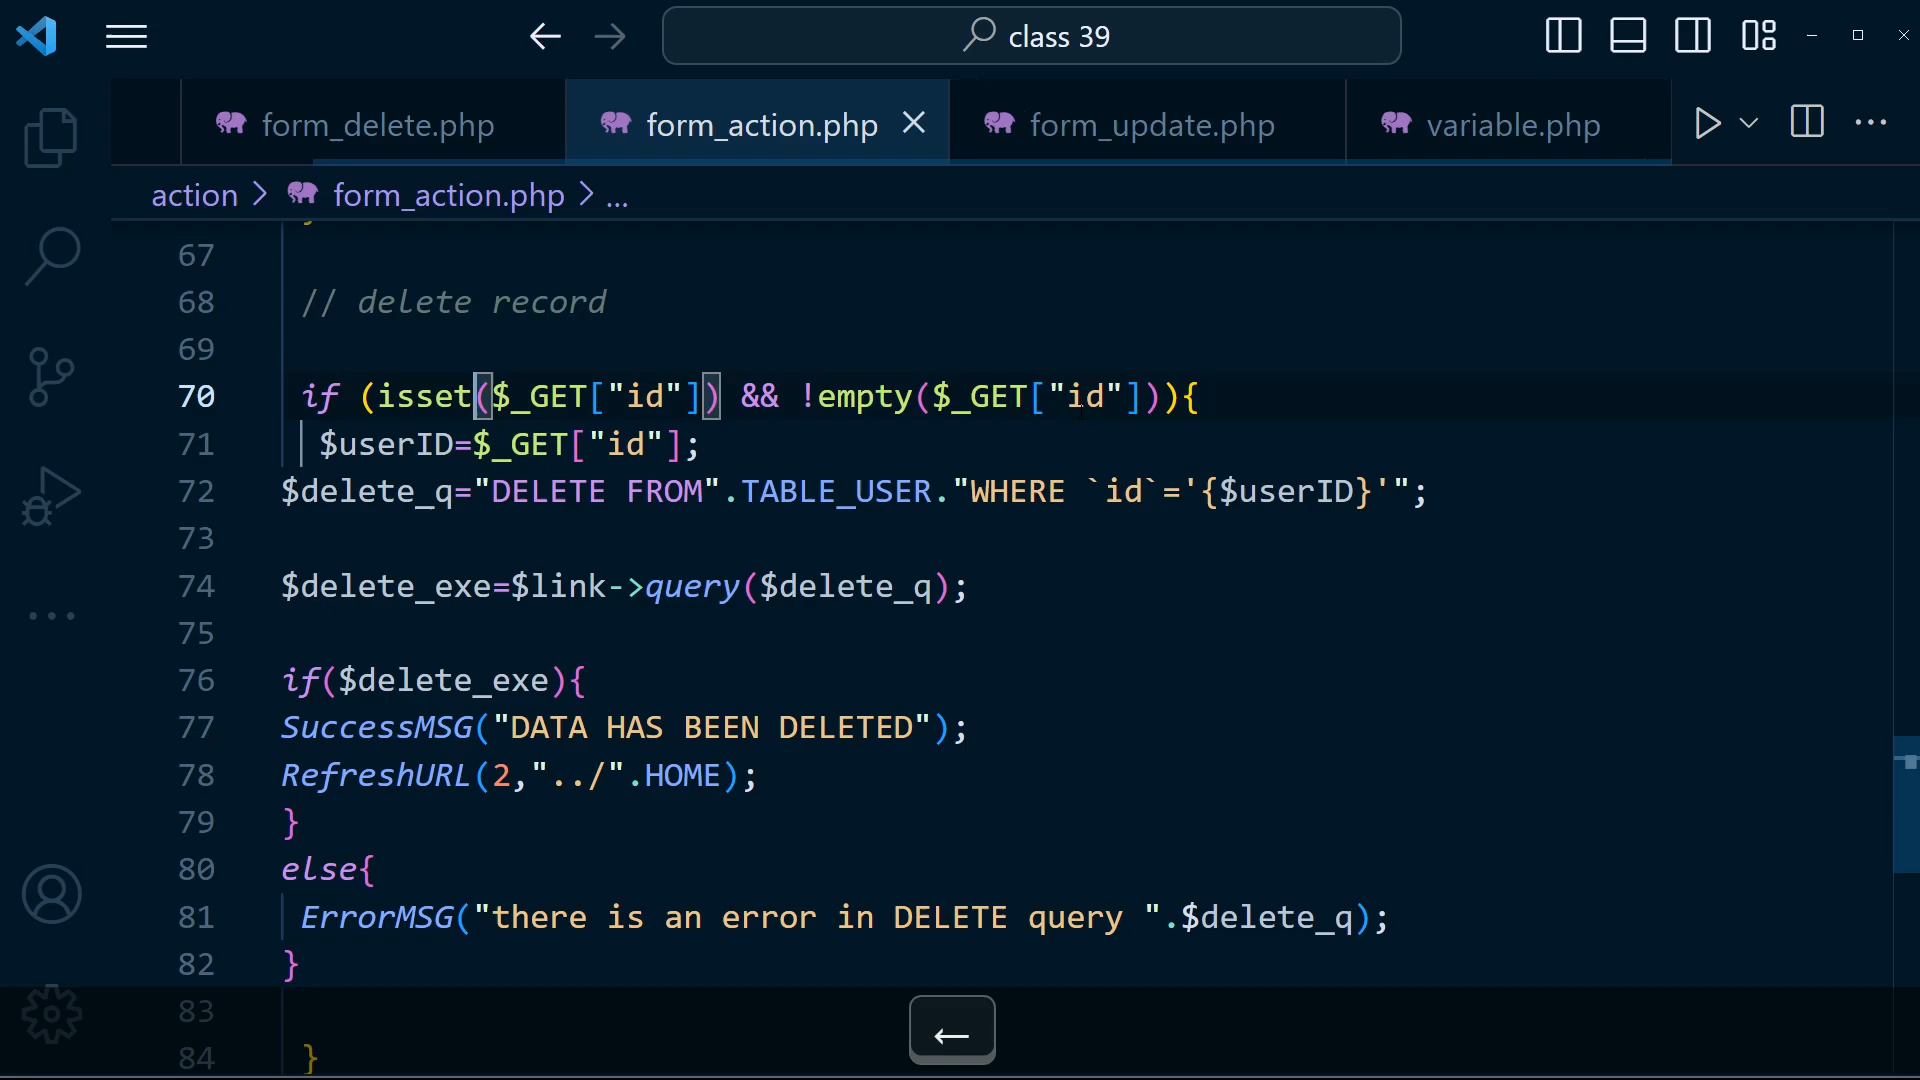 class 39
form_delete.php form_action.php form_update.php variable.php
action > form_action.php > ...
67
68 // delete record
69
70 if (isset($_GET["id"]) && !empty($_GET["id"])){
71 $userID=$_GET["id"];
72 $delete_q="DELETE FROM".TABLE_USER."WHERE `id`='{$userID}'";
73
74 $delete_exe=$link->query($delete_q);
75
76 if($delete_exe){
77 SuccessMSG("DATA HAS BEEN DELETED");
78 RefreshURL(2,"../".HOME);
79 }
80 else{
81 ErrorMSG("there is an error in DELETE query ".$delete_q);
82 }
83
84 }
←